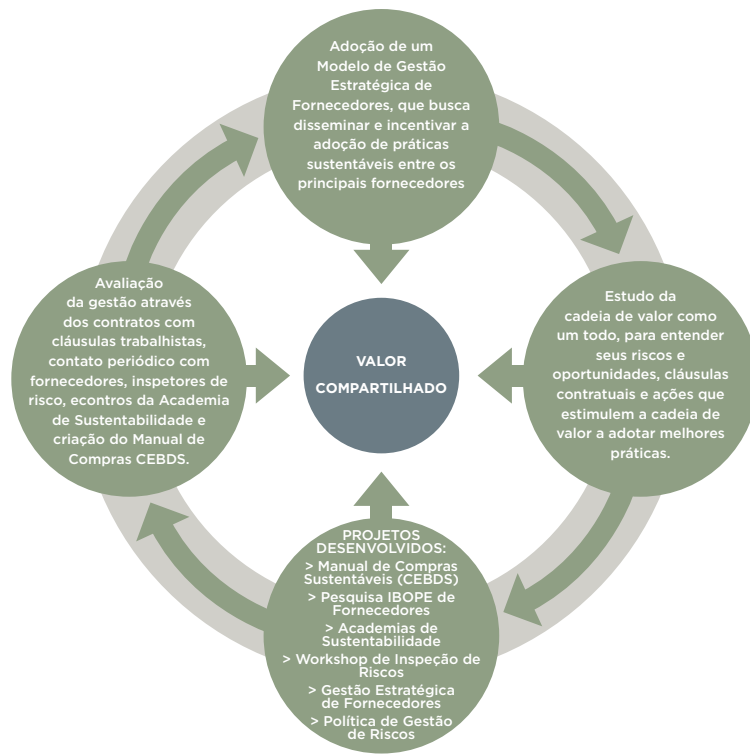 Adoção de um
Modelo de Gestão
Estratégica de
Fornecedores, que busca
disseminar e incentivar a
adoção de práticas
sustentáveis entre os
principais fornecedores
Avaliação
da gestão através
dos contratos com
cláusulas trabalhistas,
contato periódico com
fornecedores, inspetores de
risco, econtros da Academia
de Sustentabilidade e
criação do Manual de
Compras CEBDS.
VALOR
COMPARTILHADO
Estudo da
cadeia de valor como
um todo, para entender
seus riscos e
oportunidades, cláusulas
contratuais e ações que
estimulem a cadeia de
valor a adotar melhores
práticas.
PROJETOS
DESENVOLVIDOS:
> Manual de Compras
Sustentáveis (CEBDS)
> Pesquisa IBOPE de
Fornecedores
> Academias de
Sustentabilidade
> Workshop de Inspeção de
Riscos
> Gestão Estratégica
de Fornecedores
> Política de Gestão
de Riscos